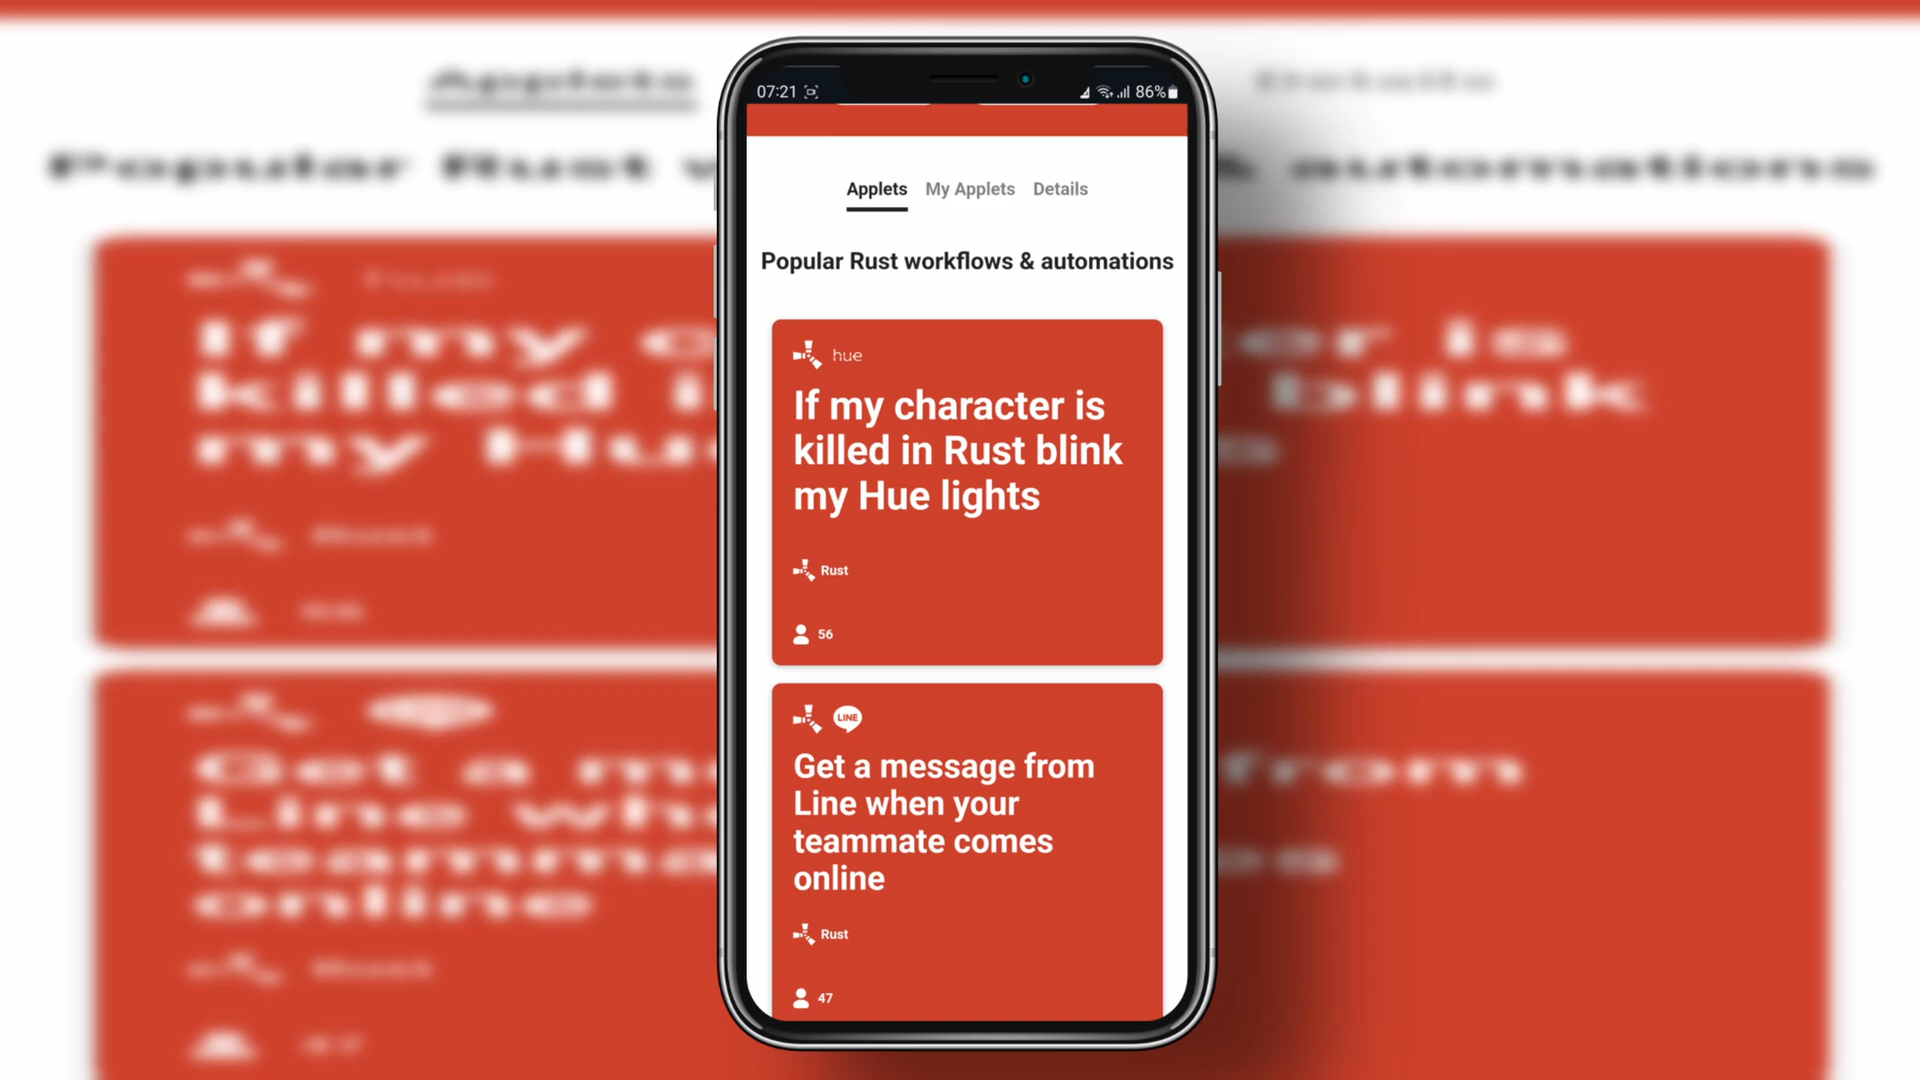 07:21
86%
Applets My Applets Details
Popular Rust workflows & automations
hue
If my character is
killed in Rust blink
my Hue lights
Rust
56
LINE
Get a message from
Line when your
teammate comes
online
Rust
47